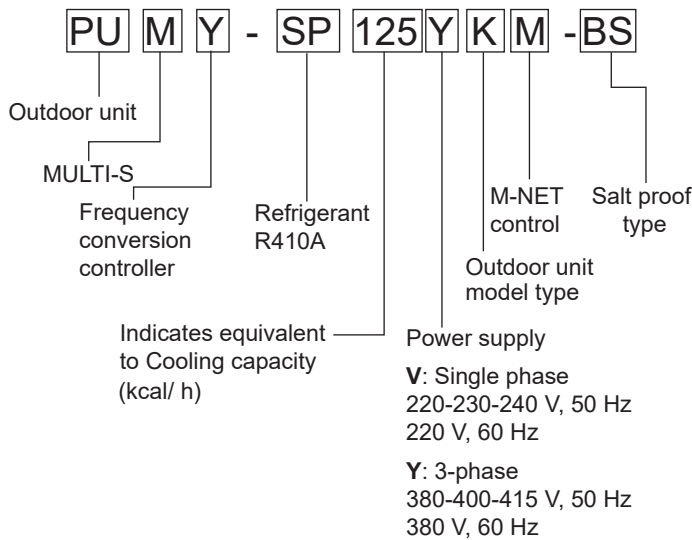 PU M Y - SP 125 Y K M -BS
Outdoor unit
MULTI-S
Frequency
conversion
controller
Refrigerant
R410A
M-NET
control
Salt proof
type
Outdoor unit
model type
Indicates equivalent
to Cooling capacity
(kcal/ h)
Power supply
V: Single phase
220-230-240 V, 50 Hz
220 V, 60 Hz
Y: 3-phase
380-400-415 V, 50 Hz
380 V, 60 Hz